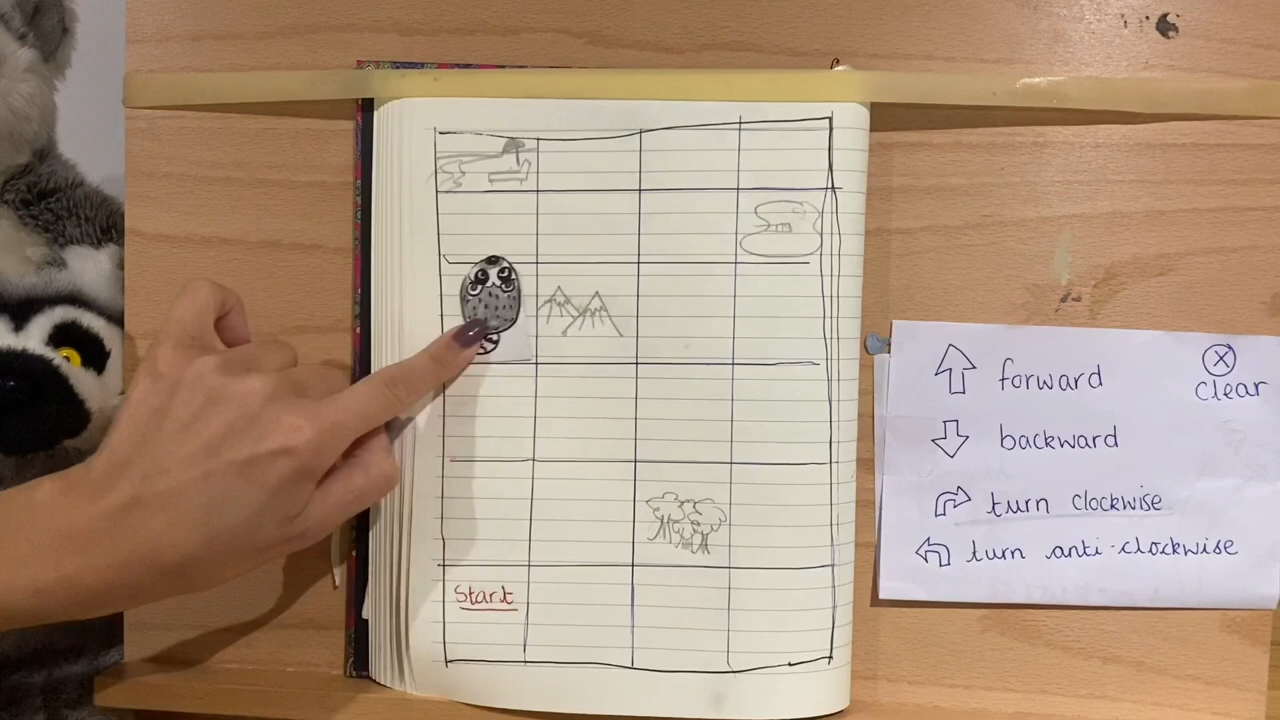 Start
forward
clear
backward
turn clockwise
turn anti-clockwise